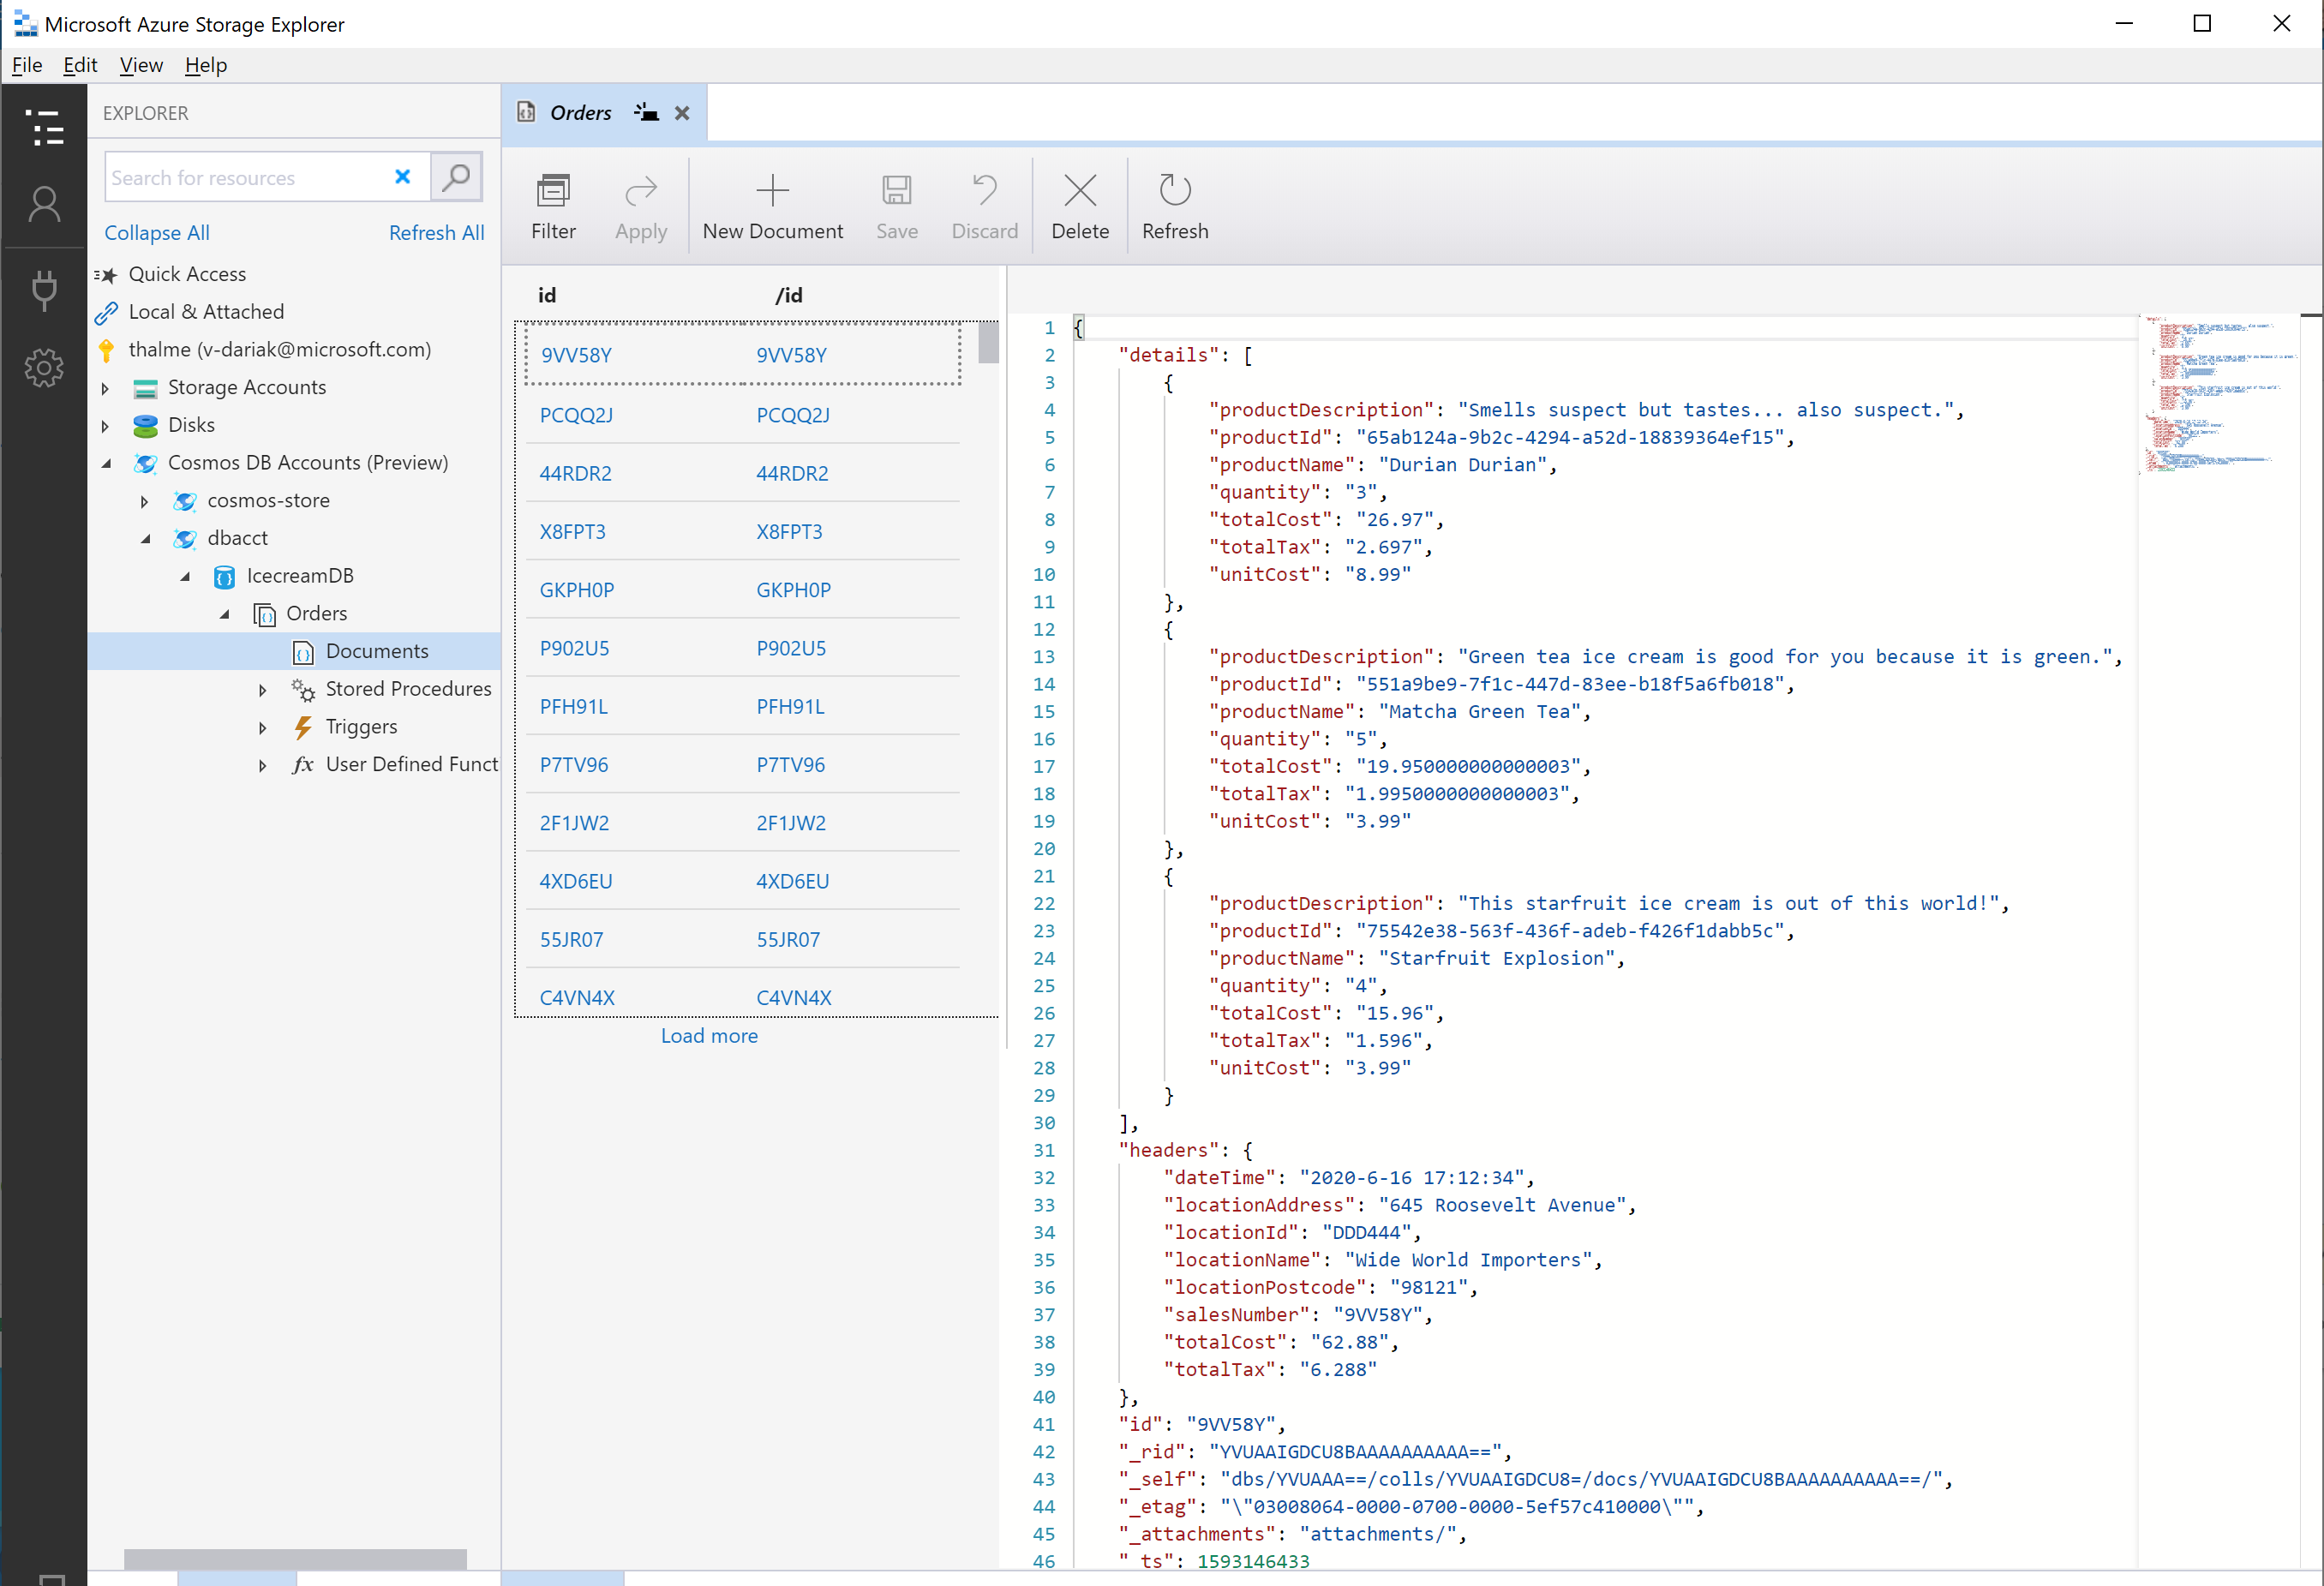 Microsoft Azure Storage Explorer
File Edit View Help
EXPLORER
Search for resources
Collapse All Refresh All
Quick Access
Local & Attached
thalme (v-dariak@microsoft.com)
Storage Accounts
Disks
Cosmos DB Accounts (Preview)
cosmos-store
dbacct
IcecreamDB
Orders
Documents
Stored Procedures
Triggers
fx User Defined Funct
Orders
Filter Apply New Document Save Discard Delete Refresh
id /id
9VV58Y 9VV58Y
PCQQ2J PCQQ2J
44RDR2 44RDR2
X8FPT3 X8FPT3
GKPH0P GKPH0P
P902U5 P902U5
PFH91L PFH91L
P7TV96 P7TV96
2F1JW2 2F1JW2
4XD6EU 4XD6EU
55JR07 55JR07
C4VN4X C4VN4X
Load more
1 {
2 "details": [
3 {
4 "productDescription": "Smells suspect but tastes... also suspect.",
5 "productId": "65ab124a-9b2c-4294-a52d-18839364ef15",
6 "productName": "Durian Durian",
7 "quantity": "3",
8 "totalCost": "26.97",
9 "totalTax": "2.697",
10 "unitCost": "8.99"
11 },
12 {
13 "productDescription": "Green tea ice cream is good for you because it is green.",
14 "productId": "551a9be9-7f1c-447d-83ee-b18f5a6fb018",
15 "productName": "Matcha Green Tea",
16 "quantity": "5",
17 "totalCost": "19.950000000000003",
18 "totalTax": "1.9950000000000003",
19 "unitCost": "3.99"
20 },
21 {
22 "productDescription": "This starfruit ice cream is out of this world!",
23 "productId": "75542e38-563f-436f-adeb-f426f1dabb5c",
24 "productName": "Starfruit Explosion",
25 "quantity": "4",
26 "totalCost": "15.96",
27 "totalTax": "1.596",
28 "unitCost": "3.99"
29 }
30 ],
31 "headers": {
32 "dateTime": "2020-6-16 17:12:34",
33 "locationAddress": "645 Roosevelt Avenue",
34 "locationId": "DDD444",
35 "locationName": "Wide World Importers",
36 "locationPostcode": "98121",
37 "salesNumber": "9VV58Y",
38 "totalCost": "62.88",
39 "totalTax": "6.288"
40 },
41 "id": "9VV58Y",
42 "_rid": "YVUAAIGDCU8BAAAAAAAAAA==",
43 "_self": "dbs/YVUAAA==/colls/YVUAAIGDCU8=/docs/YVUAAIGDCU8BAAAAAAAAAA==/",
44 "_etag": "\"03008064-0000-0700-0000-5ef57c410000\"",
45 "_attachments": "attachments/",
46 "_ts": 1593146433